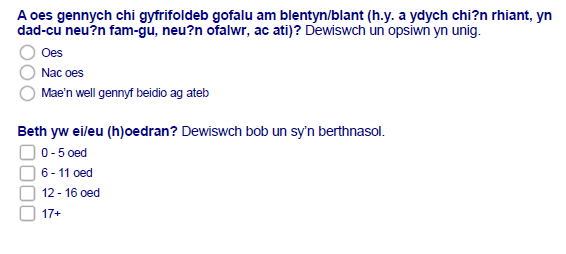 A oes gennych chi gyfrifoldeb gofalu am blentyn/blant (h.y. a ydych chi?n rhiant, yn
dad-cu neu?n fam-gu, neu?n ofalwr, ac ati)? Dewiswch un opsiwn yn unig.
Oes
Nac oes
Mae'n well gennyf beidio ag ateb
Beth yw ei/eu (h)oedran? Dewiswch bob un sy'n berthnasol.
0 - 5 oed
6 - 11 oed
12 - 16 oed
17+